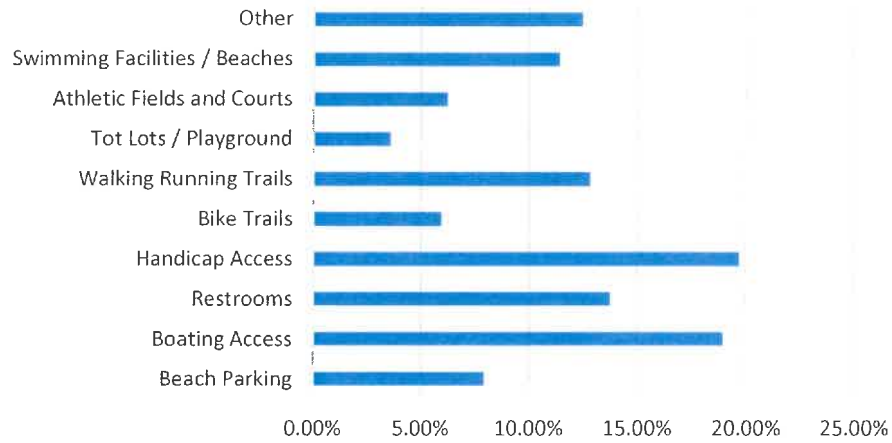 Other
Swimming Facilities / Beaches
Athletic Fields and Courts
Tot Lots / Playground
Walking Running Trails
Bike Trails
Handicap Access
Restrooms
Boating Access
Beach Parking
0.00% 5.00% 10.00% 15.00% 20.00% 25.00%